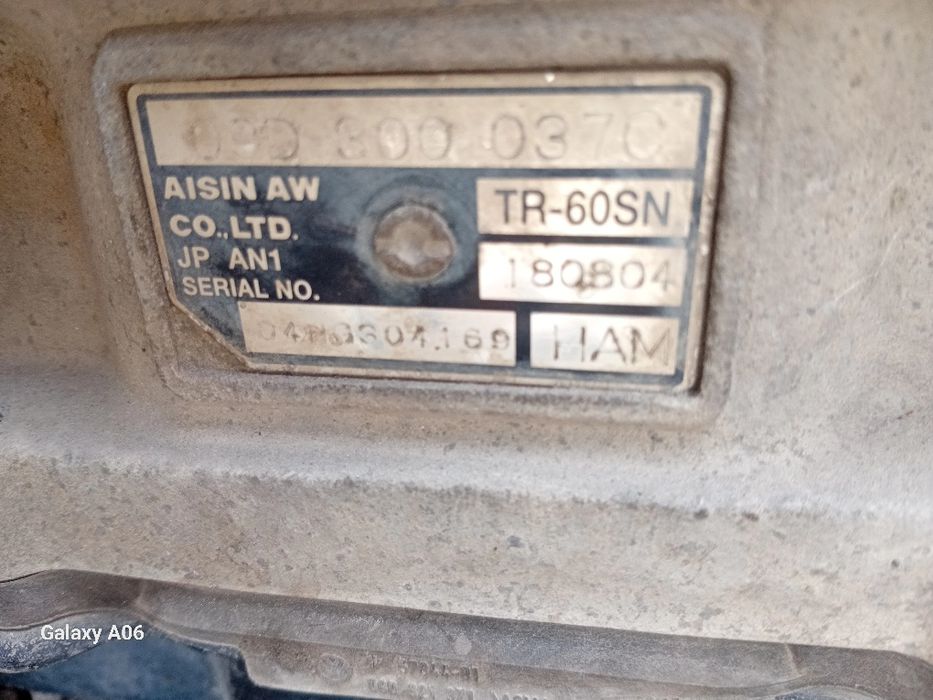 09D 300 037C
AISIN AW
CO.,LTD.
JP AN1
SERIAL NO.
TR-60SN
180804
HAM
Galaxy A06